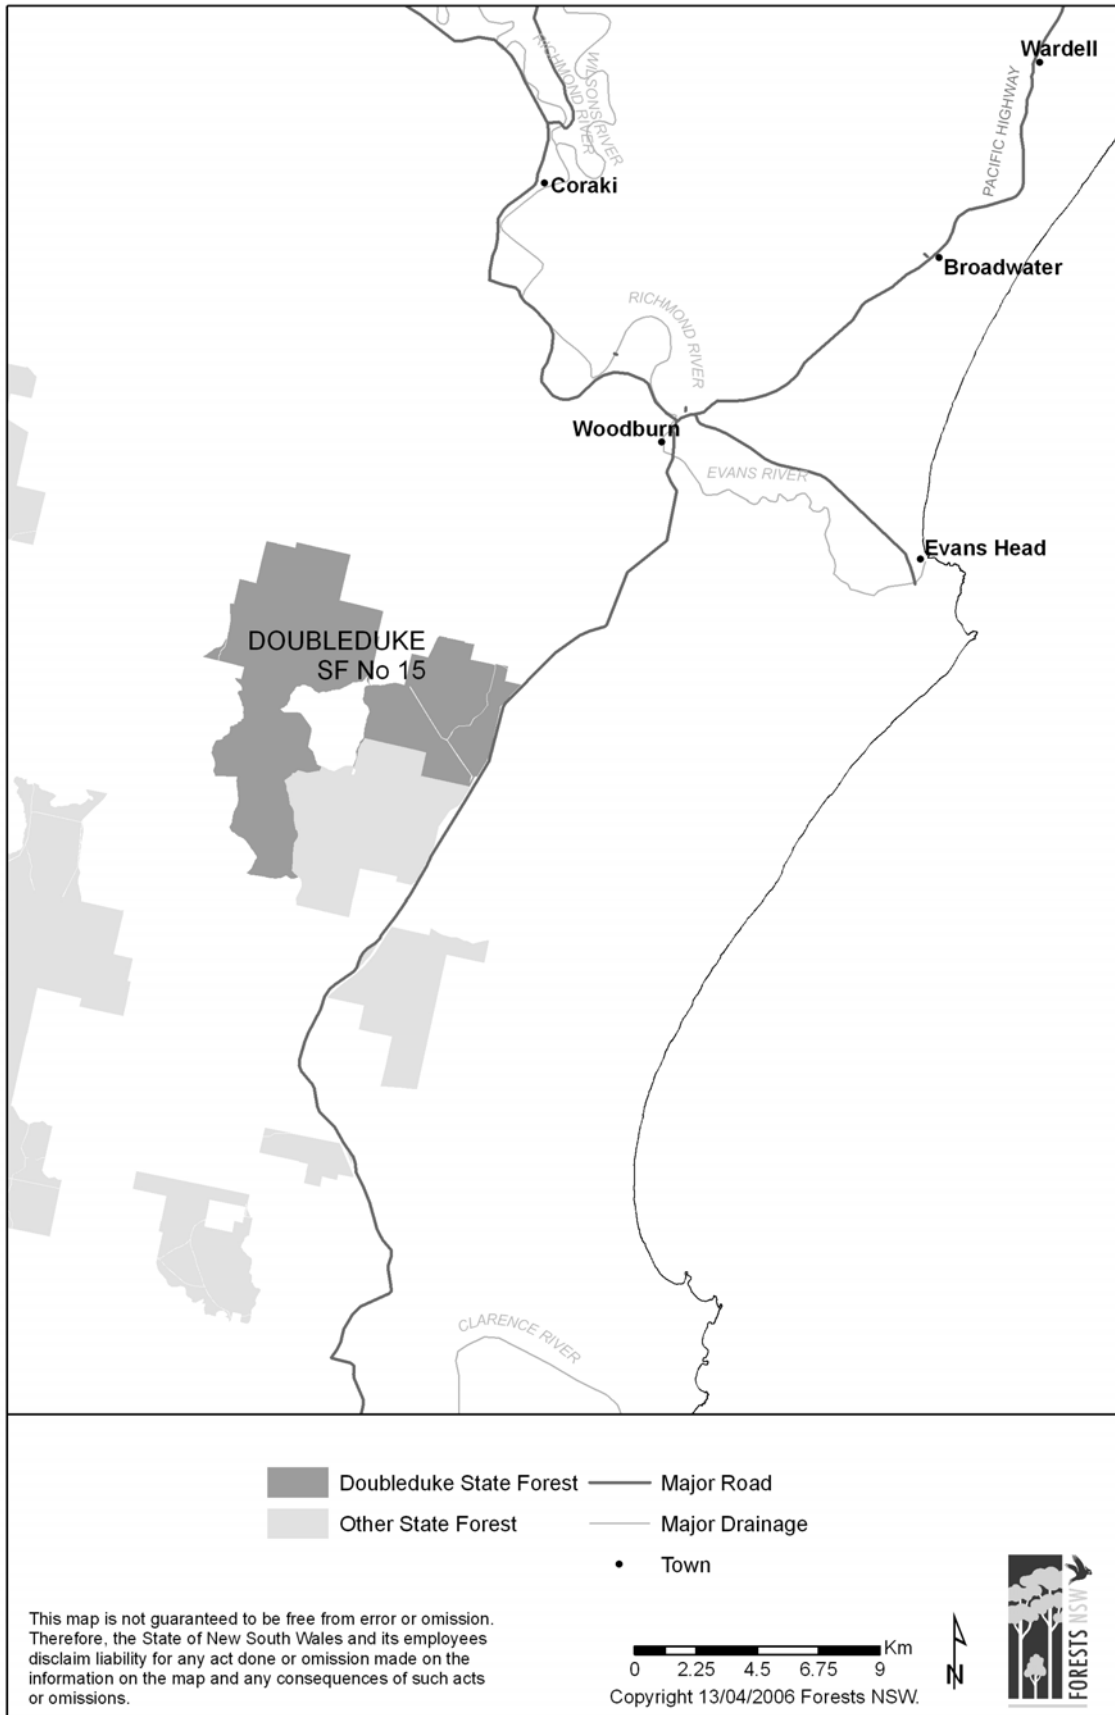 Wardell
PACIFIC HIGHWAY
RICHMOND RIVER
WILSONS RIVER
RICHMOND RIVER
Coraki
Broadwater
RICHMOND RIVER
Woodburn
EVANS RIVER
Evans Head
DOUBLEDUKE
SF No 15
CLARENCE RIVER
Doubleduke State Forest
Major Road
Other State Forest
Major Drainage
Town
This map is not guaranteed to be free from error or omission.
Therefore, the State of New South Wales and its employees
disclaim liability for any act done or omission made on the
information on the map and any consequences of such acts
or omissions.
Km
0 2.25 4.5 6.75 9
Copyright 13/04/2006 Forests NSW.
N
FORESTS NSW